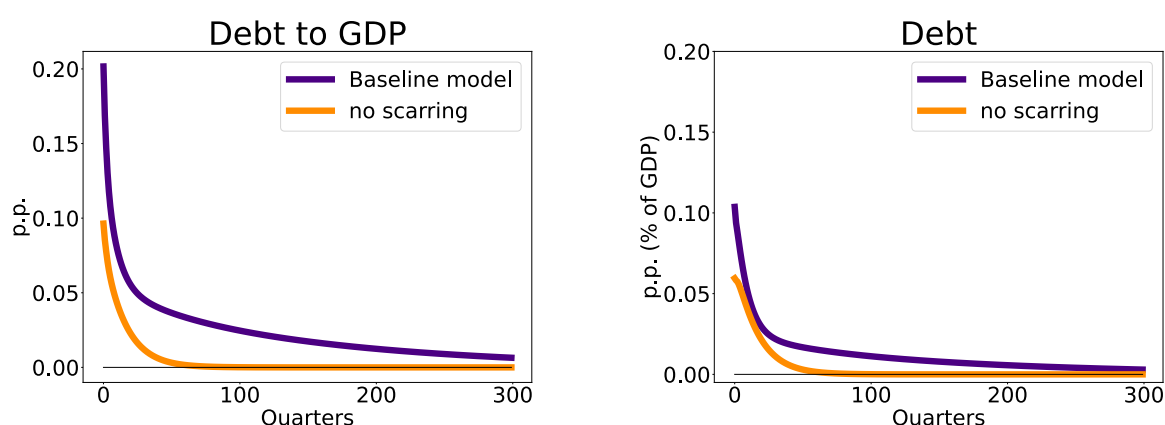 Debt to GDP
p.p.
0.20
0.15
0.10
0.05
0.00
Baseline model
no scarring
0 100 200 300
Quarters
Debt
p.p. (% of GDP)
0.20
0.15
0.10
0.05
0.00
Baseline model
no scarring
0 100 200 300
Quarters